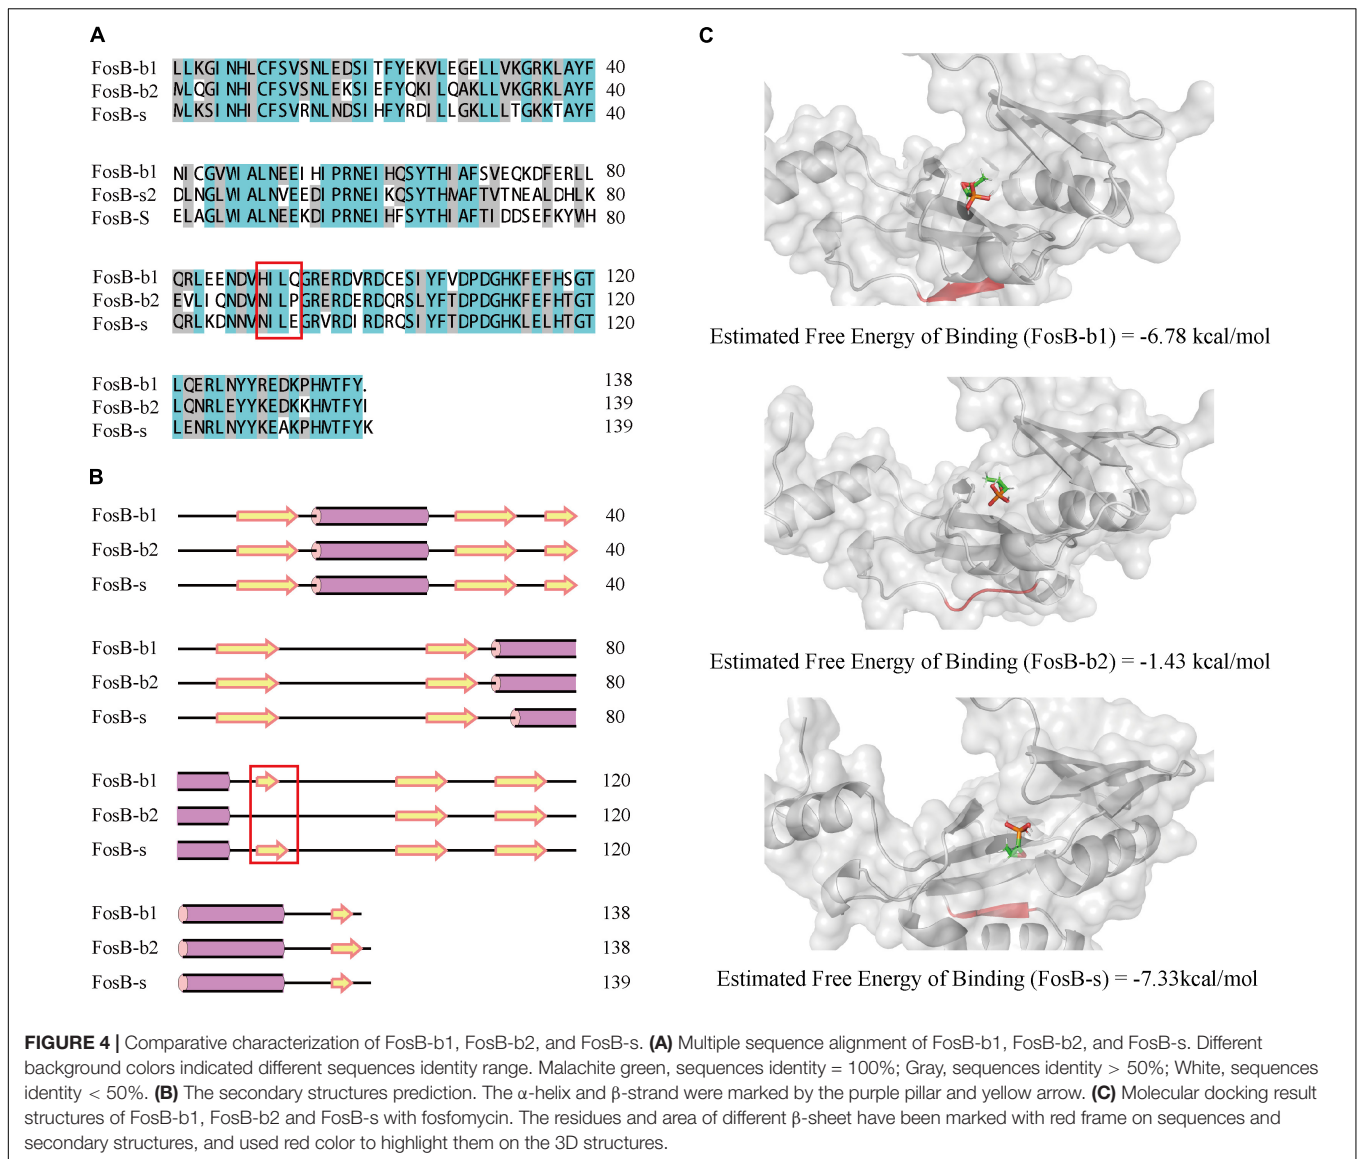 A
FosB-b1 LLKGINHLCFSVSNLEDSITFYEKVLEGELLVKGRKLAYF 40
FosB-b2 MLQGINHICFSVSNLEKSIEFYQKILQAKLLVKGRKLAYF 40
FosB-s MLKSINHICFSVRNLNDSIHFYRDILLGKLLLTGKKTAYF 40
FosB-b1 NICGVWIALNEEIHIPRNEIHQSYTHIAFSVEQKDFERLL 80
FosB-s2 DLNGLWIALNVEEDIPRNEIKQSYTHMAFTVTNEALDHLK 80
FosB-S ELAGLWIALNEEKDIPRNEIHFSYTHIAFTIDDSEFKYWH 80
FosB-b1 QRLEENDVHILQGRERDVRDCESIYFVDPDGHKFEFHSGT 120
FosB-b2 EVLIQNDVNILPGRERDERDQRSLYFTDPDGHKFEFHTGT 120
FosB-s QRLKDNNVNILEGRVRDIRDRQSIYFTDPDGHKLELHTGT 120
FosB-b1 LQERLNYYREDKPHMTFY. 138
FosB-b2 LQNRLEYYKEDKKHMTFYI 139
FosB-s LENRLNYYKEAKPHMTFYK 139
B
FosB-b1 40
FosB-b2 40
FosB-s 40
FosB-b1 80
FosB-b2 80
FosB-s 80
FosB-b1 120
FosB-b2 120
FosB-s 120
FosB-b1 138
FosB-b2 138
FosB-s 139
C
Estimated Free Energy of Binding (FosB-b1) = -6.78 kcal/mol
Estimated Free Energy of Binding (FosB-b2) = -1.43 kcal/mol
Estimated Free Energy of Binding (FosB-s) = -7.33kcal/mol
FIGURE 4 | Comparative characterization of FosB-b1, FosB-b2, and FosB-s. (A) Multiple sequence alignment of FosB-b1, FosB-b2, and FosB-s. Different
background colors indicated different sequences identity range. Malachite green, sequences identity = 100%; Gray, sequences identity > 50%; White, sequences
identity < 50%. (B) The secondary structures prediction. The α-helix and β-strand were marked by the purple pillar and yellow arrow. (C) Molecular docking result
structures of FosB-b1, FosB-b2 and FosB-s with fosfomycin. The residues and area of different β-sheet have been marked with red frame on sequences and
secondary structures, and used red color to highlight them on the 3D structures.